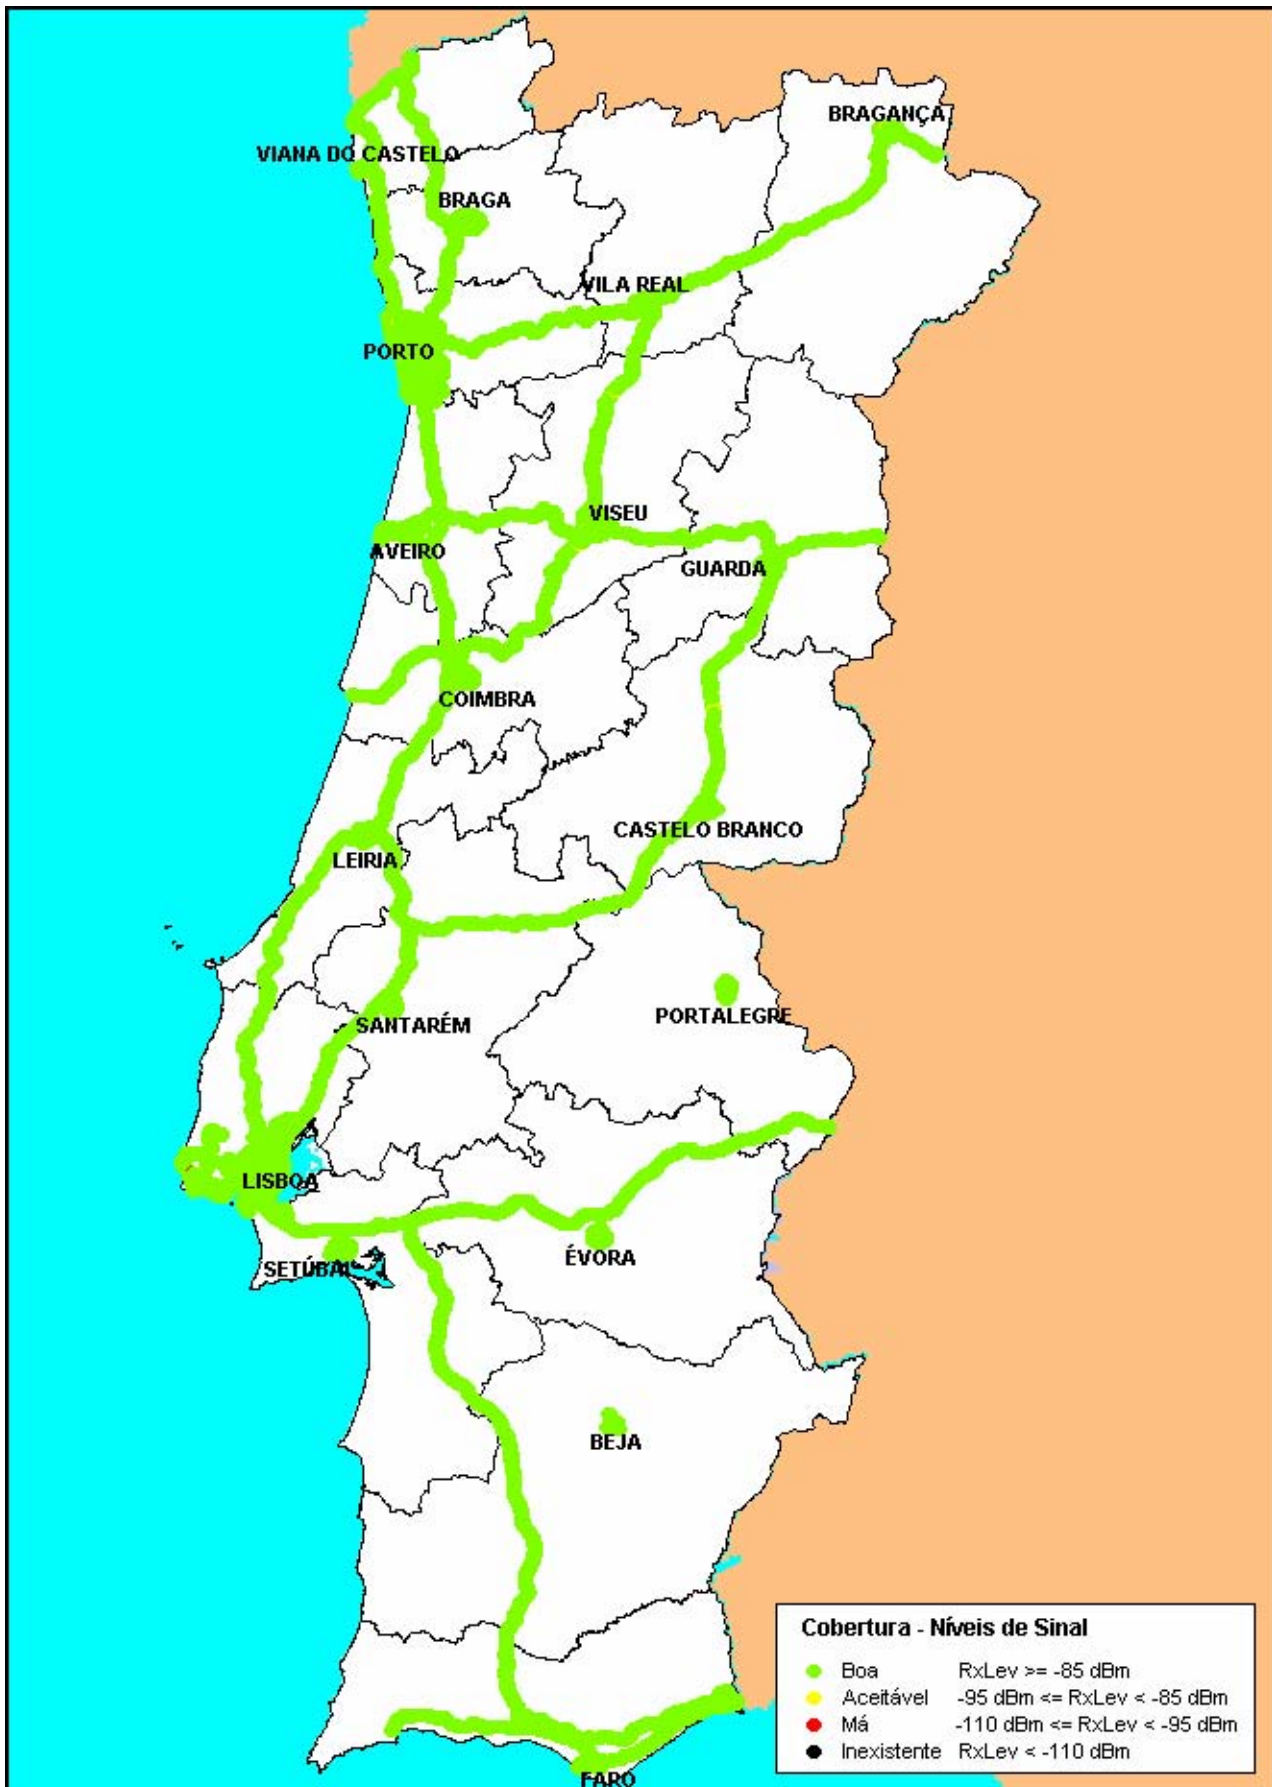 BRAGANÇA
VIANA DO CASTELO
BRAGA
VILA REAL
PORTO
VISEU
AVEIRO
GUARDA
COIMBRA
CASTELO BRANCO
LEIRIA
PORTALEGRE
SANTARÉM
LISBOA
ÉVORA
SETÚBAL
BEJA
FARO
Cobertura - Níveis de Sinal
Boa RxLev >= -85 dBm
Aceitável -95 dBm <= RxLev < -85 dBm
Má -110 dBm <= RxLev < -95 dBm
Inexistente RxLev < -110 dBm